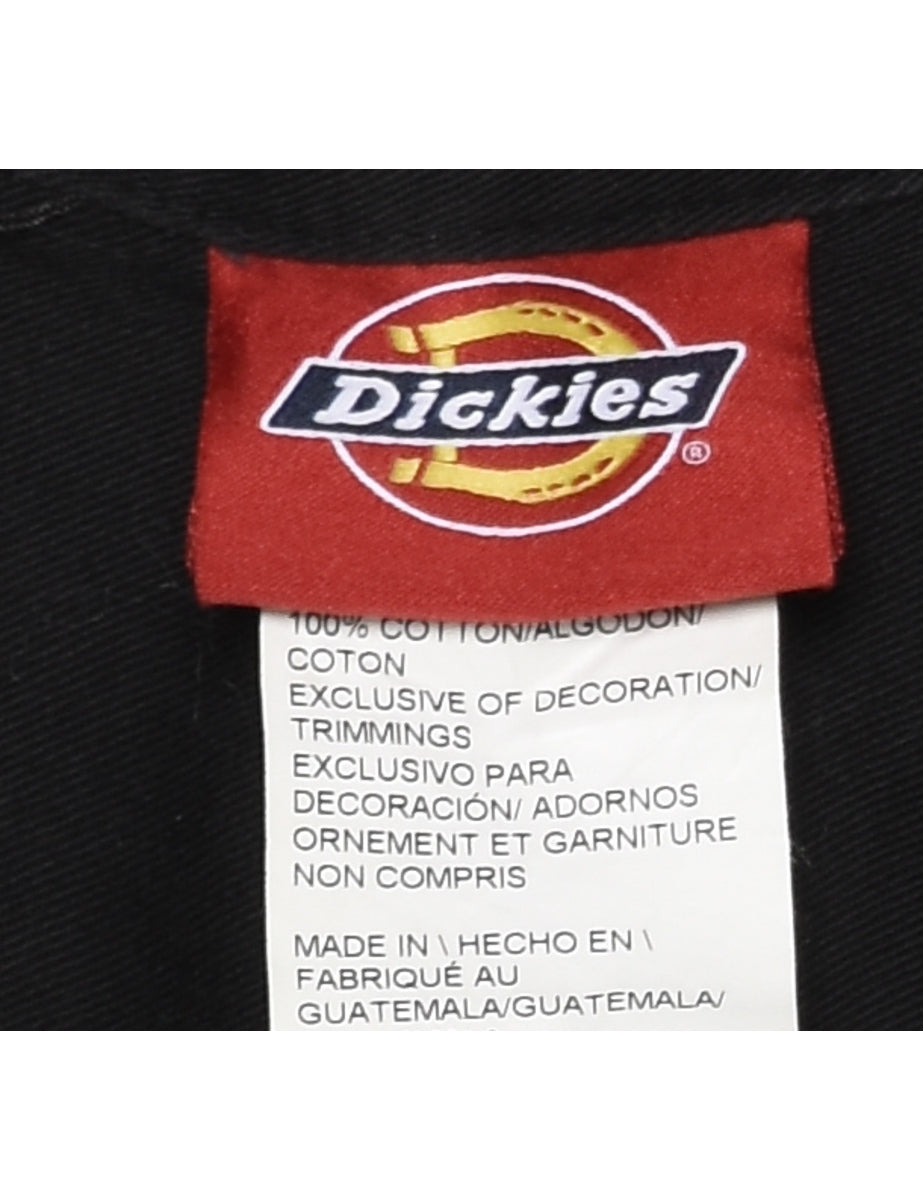 Dickies
®
100% COTTON/ALGODON/
COTON
EXCLUSIVE OF DECORATION/
TRIMMINGS
EXCLUSIVO PARA
DECORACIÓN/ ADORNOS
ORNEMENT ET GARNITURE
NON COMPRIS
MADE IN \ HECHO EN \
FABRIQUÉ AU
GUATEMALA/GUATEMALA/